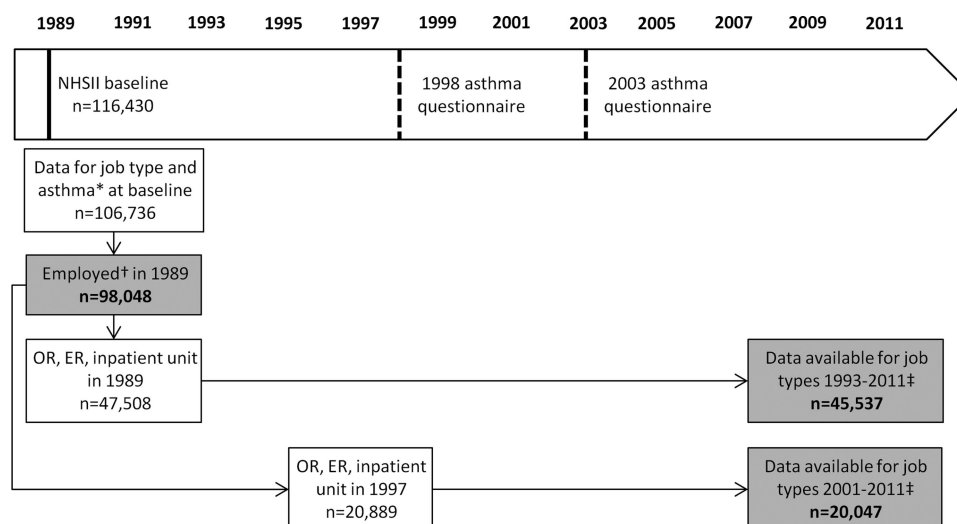 1989 1991 1993 1995 1997 1999 2001 2003 2005 2007 2009 2011
NHSII baseline
n=116,430
1998 asthma
questionnaire
2003 asthma
questionnaire
Data for job type and
asthma* at baseline
n=106,736
Employed† in 1989
n=98,048
OR, ER, inpatient unit
in 1989
n=47,508
Data available for job
types 1993-2011‡
n=45,537
OR, ER, inpatient
unit in 1997
n=20,889
Data available for job
types 2001-2011‡
n=20,047